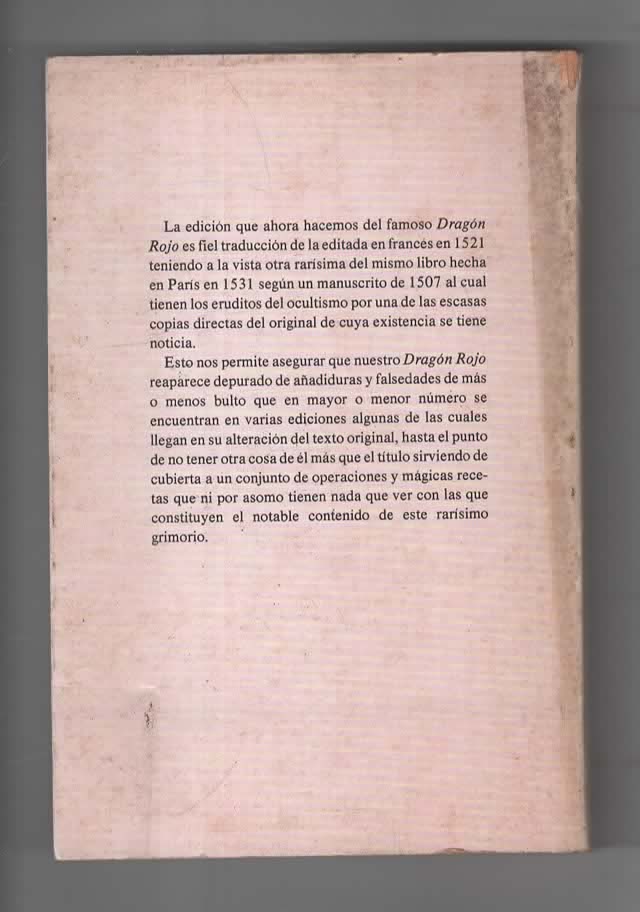 La edición que ahora hacemos del famoso Dragón
Rojo es fiel traducción de la editada en francés en 1521
teniendo a la vista otra rarísima del mismo libro hecha
en París en 1531 según un manuscrito de 1507 al cual
tienen los eruditos del ocultismo por una de las escasas
copias directas del original de cuya existencia se tiene
noticia.
Esto nos permite asegurar que nuestro Dragón Rojo
reaparece depurado de añadiduras y falsedades de más
o menos bulto que en mayor o menor número se
encuentran en varias ediciones algunas de las cuales
llegan en su alteración del texto original, hasta el punto
de no tener otra cosa de él más que el título sirviendo de
cubierta a un conjunto de operaciones y mágicas rece-
tas que ni por asomo tienen nada que ver con las que
constituyen el notable contenido de este rarísimo
grimorio.